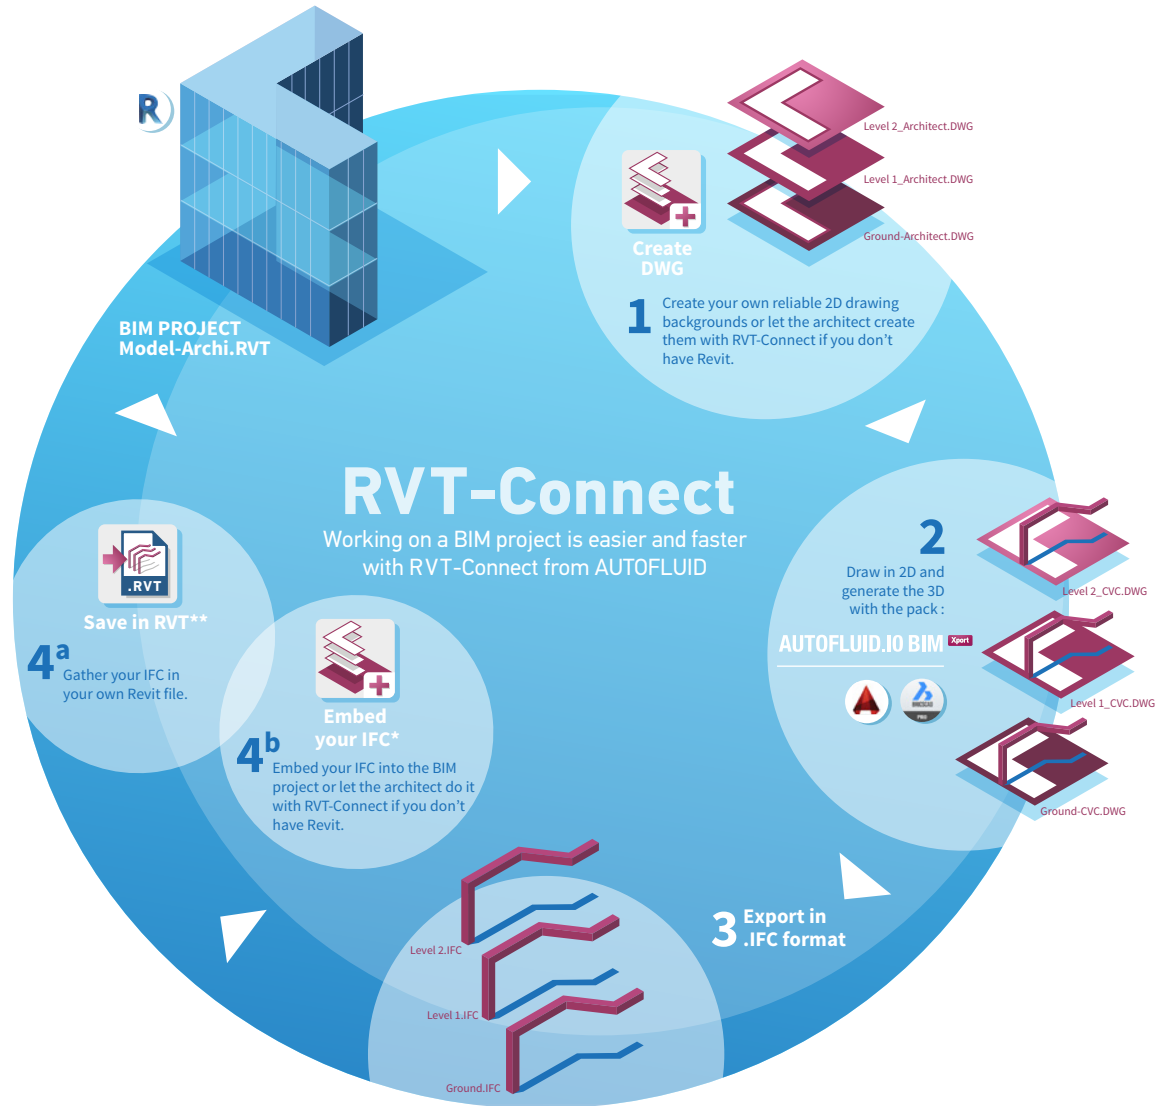 R
BIM PROJECT
Model-Archi.RVT
Level 2_Architect.DWG
Level 1_Architect.DWG
Ground-Architect.DWG
Create
DWG
1
Create your own reliable 2D drawing
backgrounds or let the architect create
them with RVT-Connect if you don't
have Revit.
RVT-Connect
Working on a BIM project is easier and faster
with RVT-Connect from AUTOFLUID
2
Draw in 2D and
generate the 3D
with the pack :
AUTOFLUID.IO BIM Xport
PRO
Level 2_CVC.DWG
Level 1_CVC.DWG
Ground-CVC.DWG
3
Export in
.IFC format
Level 2.IFC
Level 1.IFC
Ground.IFC
.RVT
Save in RVT**
4a
Gather your IFC in
your own Revit file.
Embed
your IFC*
4b
Embed your IFC into the BIM
project or let the architect do it
with RVT-Connect if you don't
have Revit.